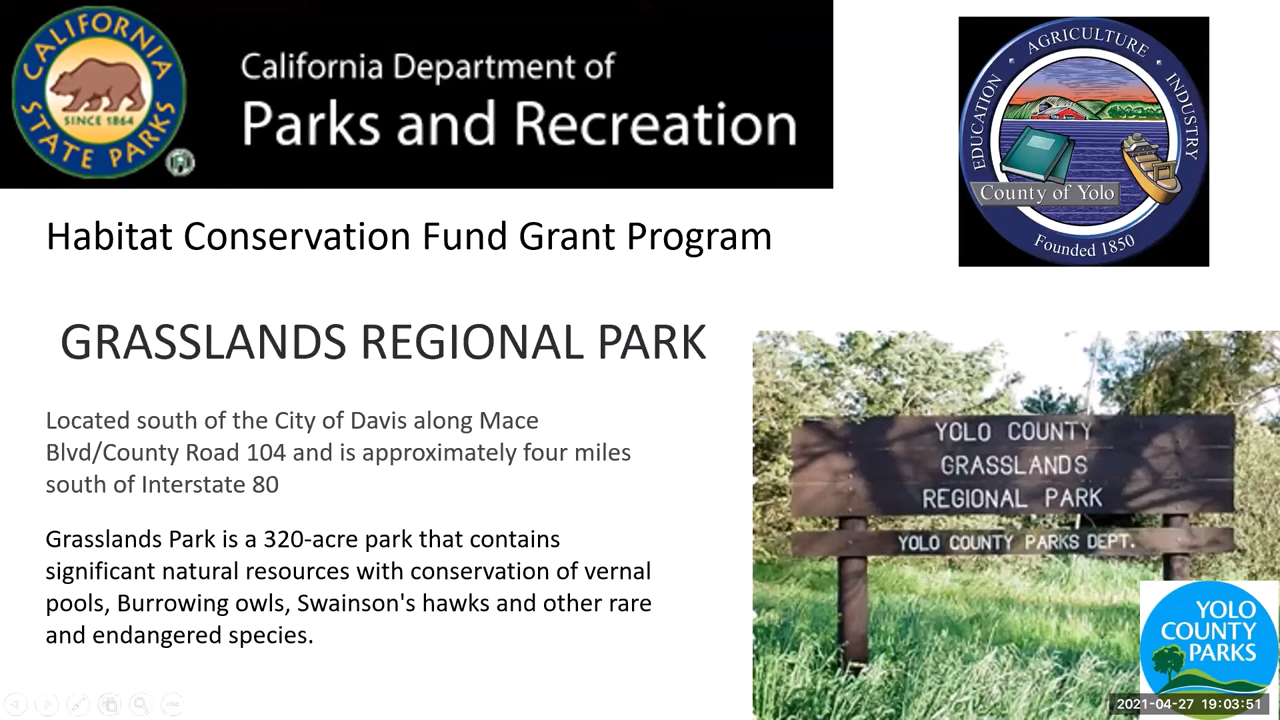 CALIFORNIA
STATE PARKS
SINCE 1864
California Department of
Parks and Recreation
EDUCATION • AGRICULTURE • INDUSTRY
County of Yolo
Founded 1850
Habitat Conservation Fund Grant Program
GRASSLANDS REGIONAL PARK
Located south of the City of Davis along Mace
Blvd/County Road 104 and is approximately four miles
south of Interstate 80
Grasslands Park is a 320-acre park that contains
significant natural resources with conservation of vernal
pools, Burrowing owls, Swainson's hawks and other rare
and endangered species.
YOLO COUNTY
GRASSLANDS
REGIONAL PARK
YOLO COUNTY PARKS DEPT.
YOLO
COUNTY
PARKS
2021-04-27 19:03:51